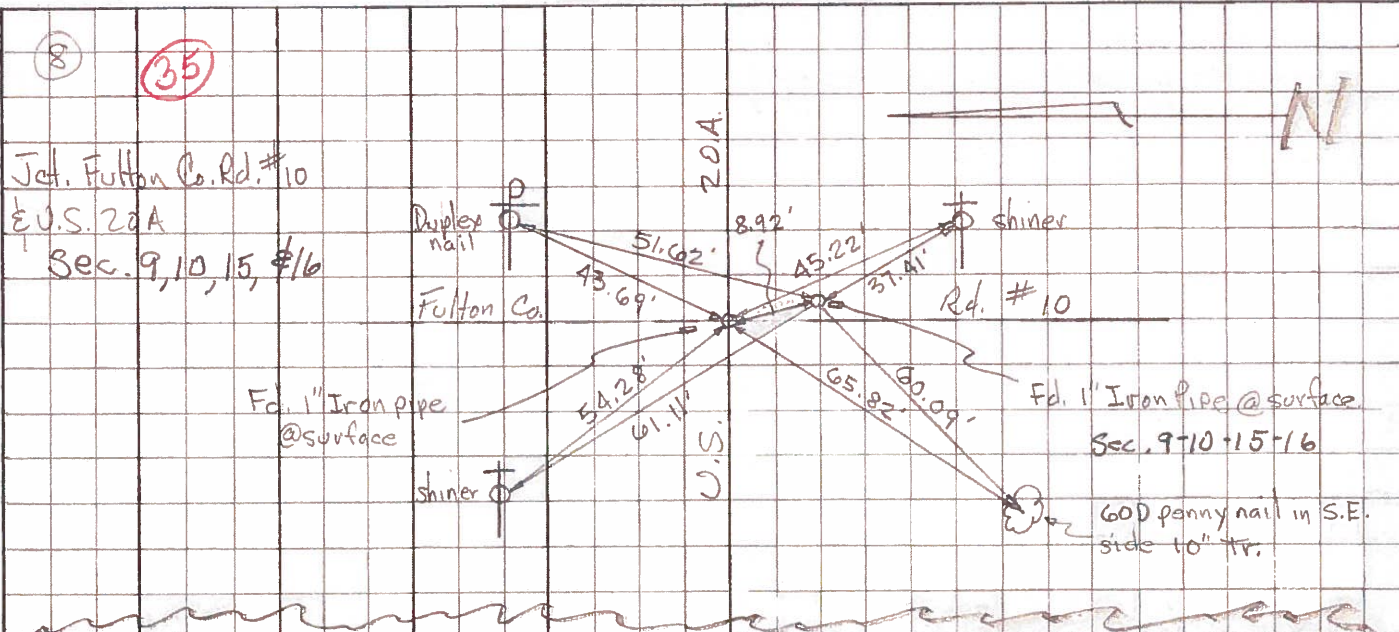 8
35
N
Jct. Fulton Co. Rd. #10
& U.S. 20A
Sec. 9, 10, 15, & 16
20A
U.S.
Duplex
nail
shiner
51.62'
8.92'
45.22'
43.69'
37.41'
Fulton Co.
Rd. #10
Fd. 1" Iron pipe
@surface
54.28'
61.11'
65.82'
60.09'
Fd. 1" Iron Pipe @ surface
Sec. 9-10-15-16
shiner
60D penny nail in S.E.
side 10" tr.